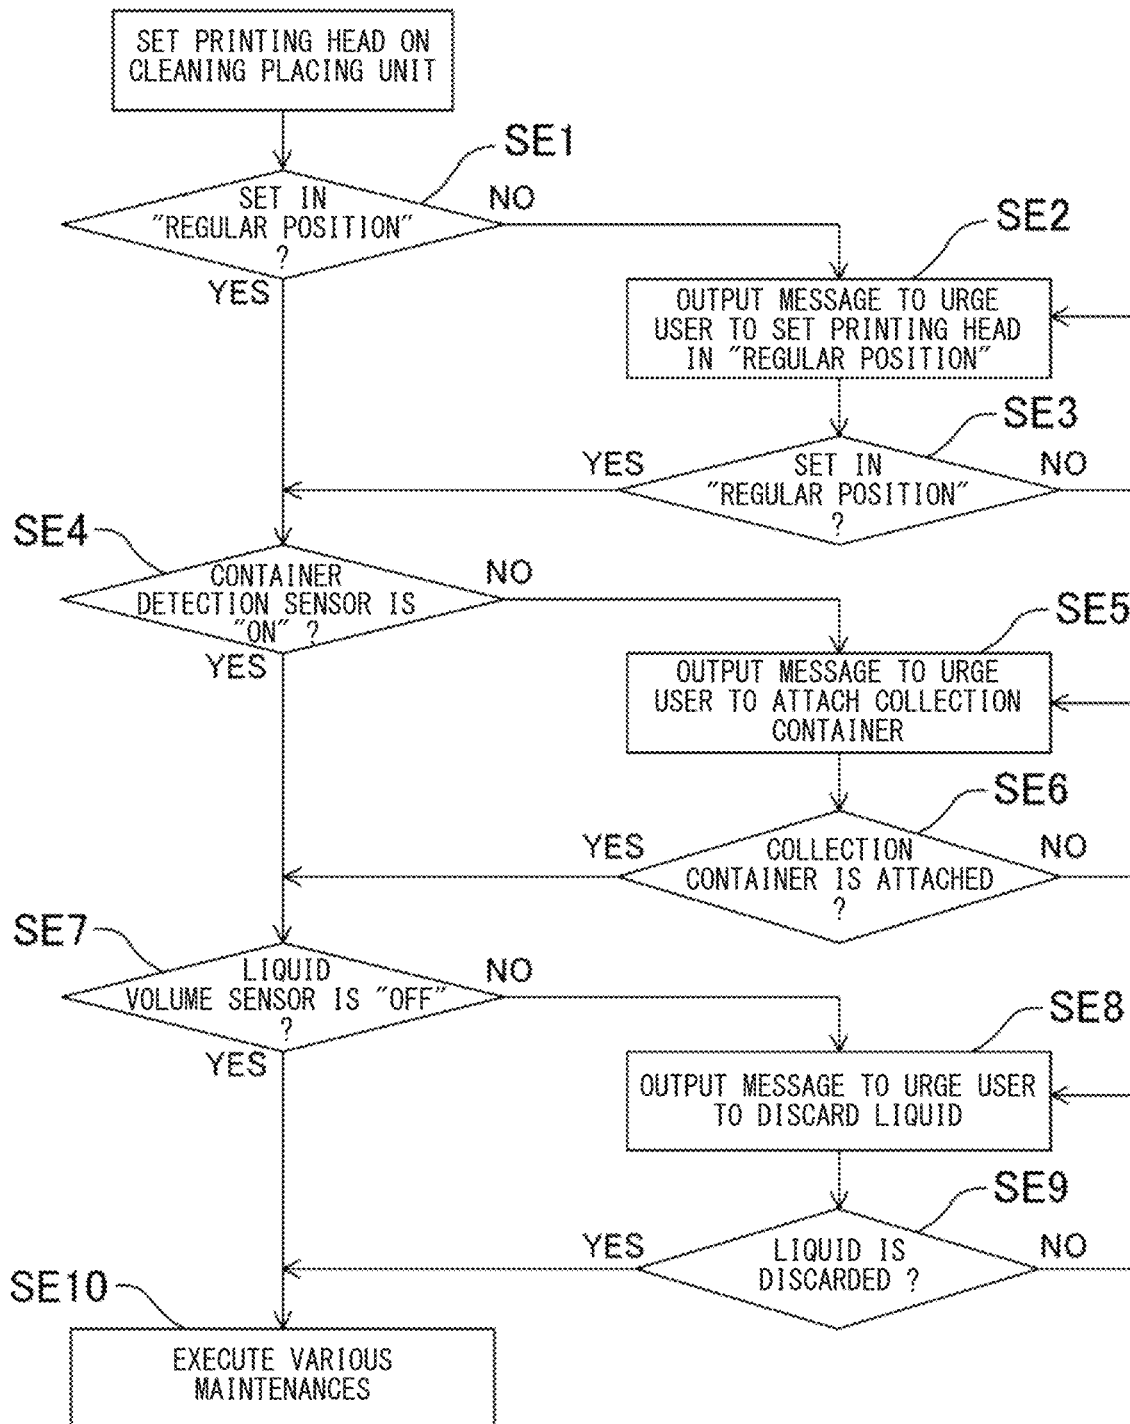 SET PRINTING HEAD ON
CLEANING PLACING UNIT
SE1
SET IN
"REGULAR POSITION"
?
NO
YES
SE2
OUTPUT MESSAGE TO URGE
USER TO SET PRINTING HEAD
IN "REGULAR POSITION"
SE3
SET IN
"REGULAR POSITION"
?
YES
NO
SE4
CONTAINER
DETECTION SENSOR IS
"ON" ?
NO
YES
SE5
OUTPUT MESSAGE TO URGE
USER TO ATTACH COLLECTION
CONTAINER
SE6
COLLECTION
CONTAINER IS ATTACHED
?
YES
NO
SE7
LIQUID
VOLUME SENSOR IS "OFF"
?
NO
YES
SE8
OUTPUT MESSAGE TO URGE USER
TO DISCARD LIQUID
SE9
LIQUID IS
DISCARDED ?
YES
NO
SE10
EXECUTE VARIOUS
MAINTENANCES